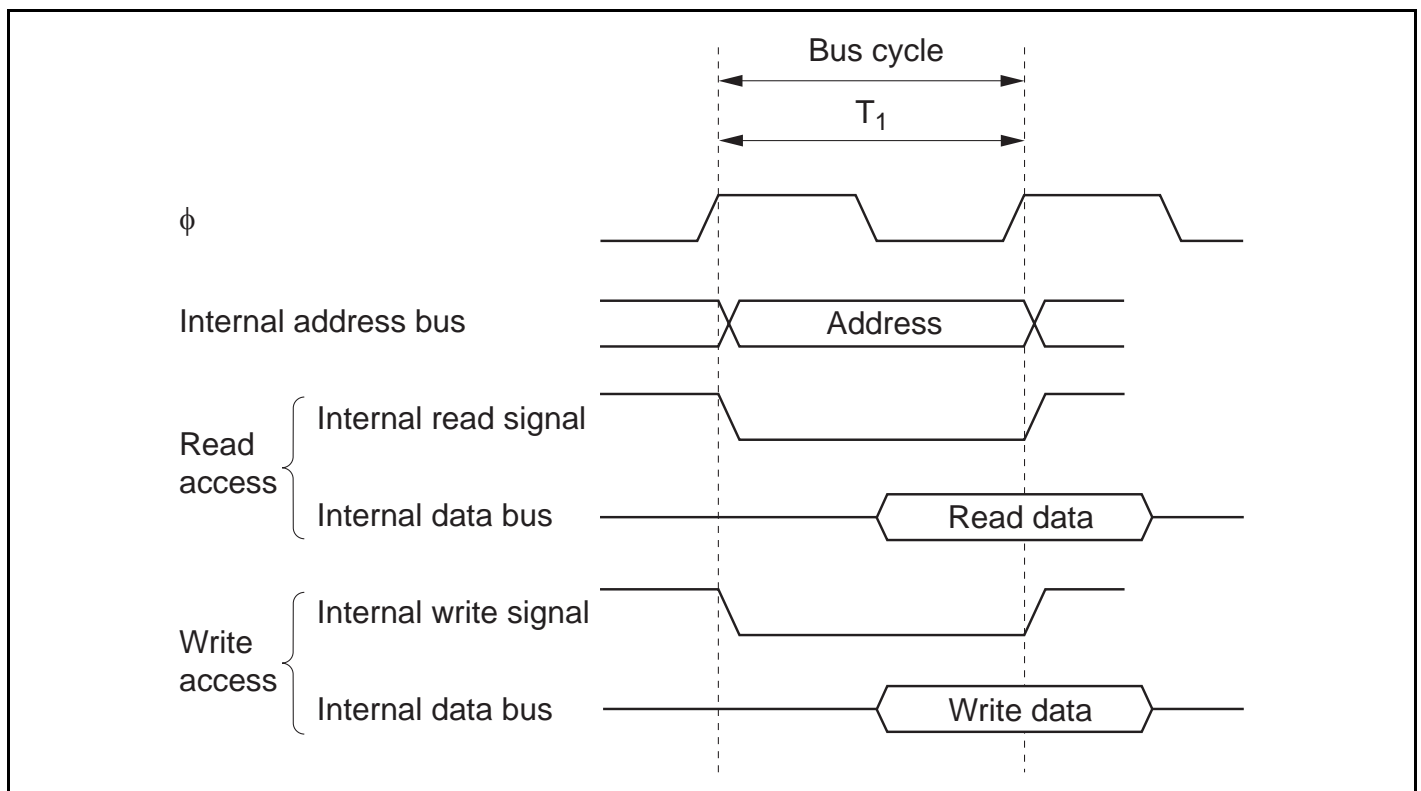 Bus cycle
T₁
ϕ
Internal address bus
Address
Read
access
Internal read signal
Internal data bus
Read data
Write
access
Internal write signal
Internal data bus
Write data